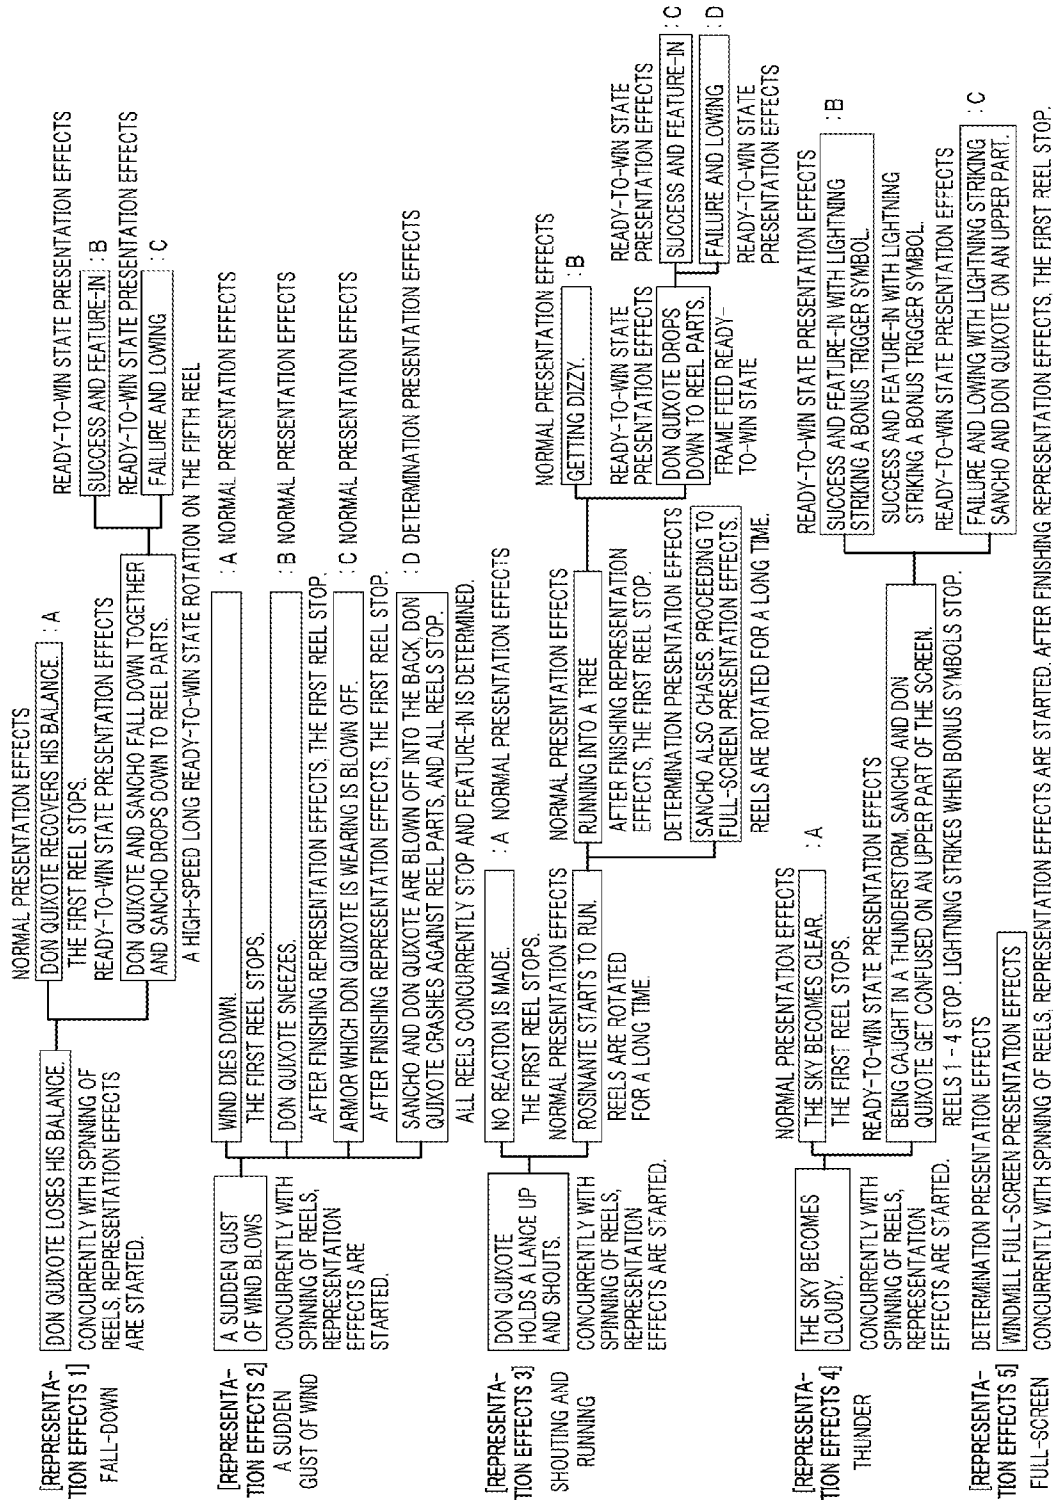 [REPRESENTA-
TION EFFECTS 1]
FALL-DOWN
DON QUIXOTE LOSES HIS BALANCE.
CONCURRENTLY WITH SPINNING OF
REELS, REPRESENTATION EFFECTS
ARE STARTED.
NORMAL PRESENTATION EFFECTS
DON QUIXOTE RECOVERS HIS BALANCE. : A
THE FIRST REEL STOPS.
READY-TO-WIN STATE PRESENTATION EFFECTS
DON QUIXOTE AND SANCHO FALL DOWN TOGETHER
AND SANCHO DROPS DOWN TO REEL PARTS.
A HIGH-SPEED LONG READY-TO-WIN STATE ROTATION ON THE FIFTH REEL
READY-TO-WIN STATE PRESENTATION EFFECTS
SUCCESS AND FEATURE-IN : B
READY-TO-WIN STATE PRESENTATION EFFECTS
FAILURE AND LOWING : C
[REPRESENTA-
TION EFFECTS 2]
A SUDDEN
GUST OF WIND
A SUDDEN GUST
OF WIND BLOWS
CONCURRENTLY WITH
SPINNING OF REELS,
REPRESENTATION
EFFECTS ARE
STARTED.
WIND DIES DOWN. : A NORMAL PRESENTATION EFFECTS
THE FIRST REEL STOPS.
DON QUIXOTE SNEEZES. : B NORMAL PRESENTATION EFFECTS
AFTER FINISHING REPRESENTATION EFFECTS, THE FIRST REEL STOP.
ARMOR WHICH DON QUIXOTE IS WEARING IS BLOWN OFF. : C NORMAL PRESENTATION EFFECTS
AFTER FINISHING REPRESENTATION EFFECTS, THE FIRST REEL STOP.
SANCHO AND DON QUIXOTE ARE BLOWN OFF INTO THE BACK, DON
QUIXOTE CRASHES AGAINST REEL PARTS, AND ALL REELS STOP. : D DETERMINATION PRESENTATION EFFECTS
ALL REELS CONCURRENTLY STOP AND FEATURE-IN IS DETERMINED.
[REPRESENTA-
TION EFFECTS 3]
SHOUTING AND
RUNNING
DON QUIXOTE
HOLDS A LANCE UP
AND SHOUTS.
CONCURRENTLY WITH
SPINNING OF REELS,
REPRESENTATION
EFFECTS ARE STARTED.
NO REACTION IS MADE. : A NORMAL PRESENTATION EFFECTS
THE FIRST REEL STOPS.
NORMAL PRESENTATION EFFECTS
ROSINANTE STARTS TO RUN.
REELS ARE ROTATED
FOR A LONG TIME.
NORMAL PRESENTATION EFFECTS
RUNNING INTO A TREE
AFTER FINISHING REPRESENTATION
EFFECTS, THE FIRST REEL STOP.
DETERMINATION PRESENTATION EFFECTS
SANCHO ALSO CHASES. PROCEEDING TO
FULL-SCREEN PRESENTATION EFFECTS.
REELS ARE ROTATED FOR A LONG TIME.
NORMAL PRESENTATION EFFECTS
GETTING DIZZY. : B
READY-TO-WIN STATE
PRESENTATION EFFECTS
DON QUIXOTE DROPS
DOWN TO REEL PARTS.
FRAME FEED READY-
TO-WIN STATE
READY-TO-WIN STATE
PRESENTATION EFFECTS
SUCCESS AND FEATURE-IN : C
FAILURE AND LOWING : D
READY-TO-WIN STATE
PRESENTATION EFFECTS
[REPRESENTA-
TION EFFECTS 4]
THUNDER
THE SKY BECOMES
CLOUDY.
CONCURRENTLY WITH
SPINNING OF REELS,
REPRESENTATION
EFFECTS ARE STARTED.
NORMAL PRESENTATION EFFECTS
THE SKY BECOMES CLEAR. : A
THE FIRST REEL STOPS.
READY-TO-WIN STATE PRESENTATION EFFECTS
BEING CAUGHT IN A THUNDERSTORM, SANCHO AND DON
QUIXOTE GET CONFUSED ON AN UPPER PART OF THE SCREEN.
REELS 1 - 4 STOP. LIGHTNING STRIKES WHEN BONUS SYMBOLS STOP.
READY-TO-WIN STATE PRESENTATION EFFECTS
SUCCESS AND FEATURE-IN WITH LIGHTNING
STRIKING A BONUS TRIGGER SYMBOL. : B
SUCCESS AND FEATURE-IN WITH LIGHTNING
STRIKING A BONUS TRIGGER SYMBOL.
READY-TO-WIN STATE PRESENTATION EFFECTS
FAILURE AND LOWING WITH LIGHTNING STRIKING
SANCHO AND DON QUIXOTE ON AN UPPER PART. : C
[REPRESENTA-
TION EFFECTS 5]
FULL-SCREEN
DETERMINATION PRESENTATION EFFECTS
WINDMILL FULL-SCREEN PRESENTATION EFFECTS
CONCURRENTLY WITH SPINNING OF REELS, REPRESENTATION EFFECTS ARE STARTED. AFTER FINISHING REPRESENTATION EFFECTS, THE FIRST REEL STOP.